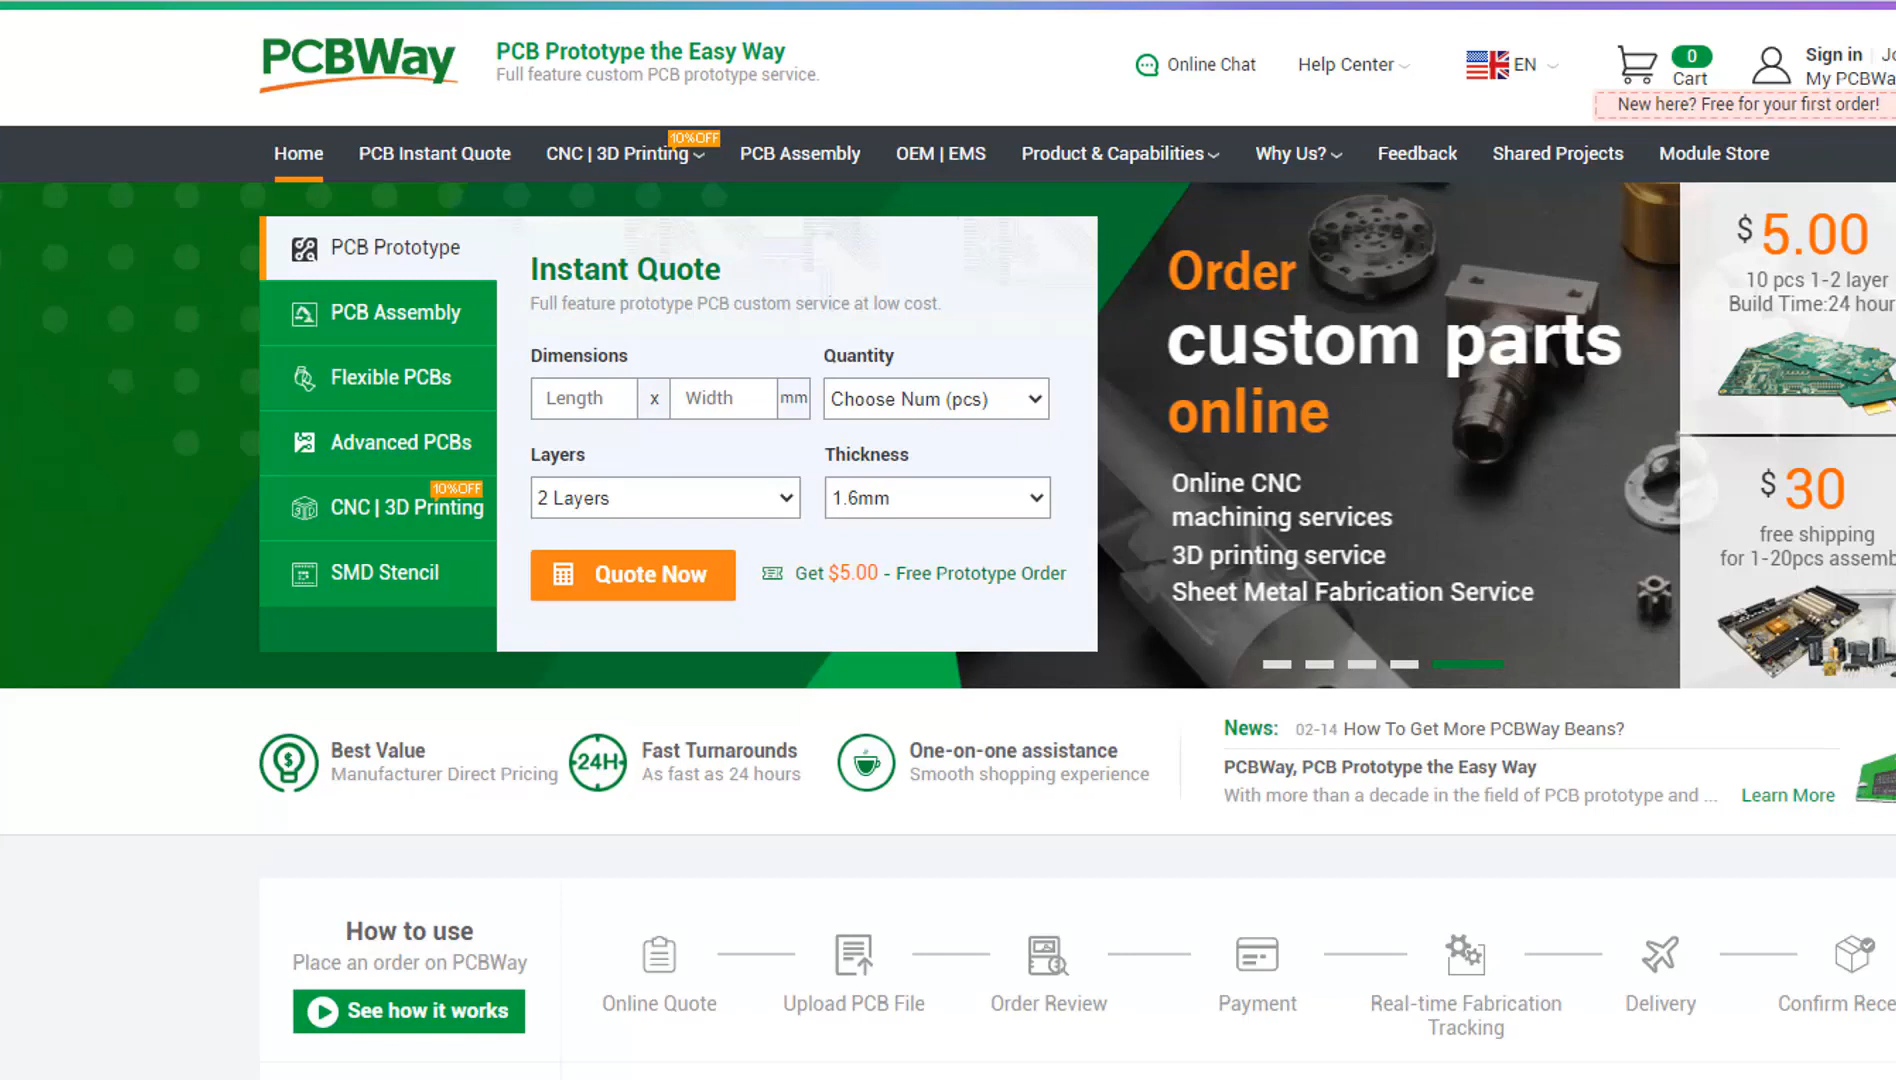 PCBWay
PCB Prototype the Easy Way
Full feature custom PCB prototype service.
Online Chat
Help Center
EN
0
Cart
Sign in
My PCBWa
New here? Free for your first order!
Home
PCB Instant Quote
CNC | 3D Printing
10%OFF
PCB Assembly
OEM | EMS
Product & Capabilities
Why Us?
Feedback
Shared Projects
Module Store
PCB Prototype
PCB Assembly
Flexible PCBs
Advanced PCBs
10%OFF
CNC | 3D Printing
SMD Stencil
Instant Quote
Full feature prototype PCB custom service at low cost.
Dimensions
Quantity
Length x Width mm
Choose Num (pcs)
Layers
Thickness
2 Layers
1.6mm
Quote Now
Get $5.00 - Free Prototype Order
Order
custom parts
online
Online CNC
machining services
3D printing service
Sheet Metal Fabrication Service
$ 5.00
10 pcs 1-2 layer
Build Time:24 hour
$ 30
free shipping
for 1-20pcs assemb
Best Value
Manufacturer Direct Pricing
24H
Fast Turnarounds
As fast as 24 hours
One-on-one assistance
Smooth shopping experience
News: 02-14 How To Get More PCBWay Beans?
PCBWay, PCB Prototype the Easy Way
With more than a decade in the field of PCB prototype and ... Learn More
How to use
Place an order on PCBWay
See how it works
Online Quote
Upload PCB File
Order Review
Payment
Real-time Fabrication
Tracking
Delivery
Confirm Rece